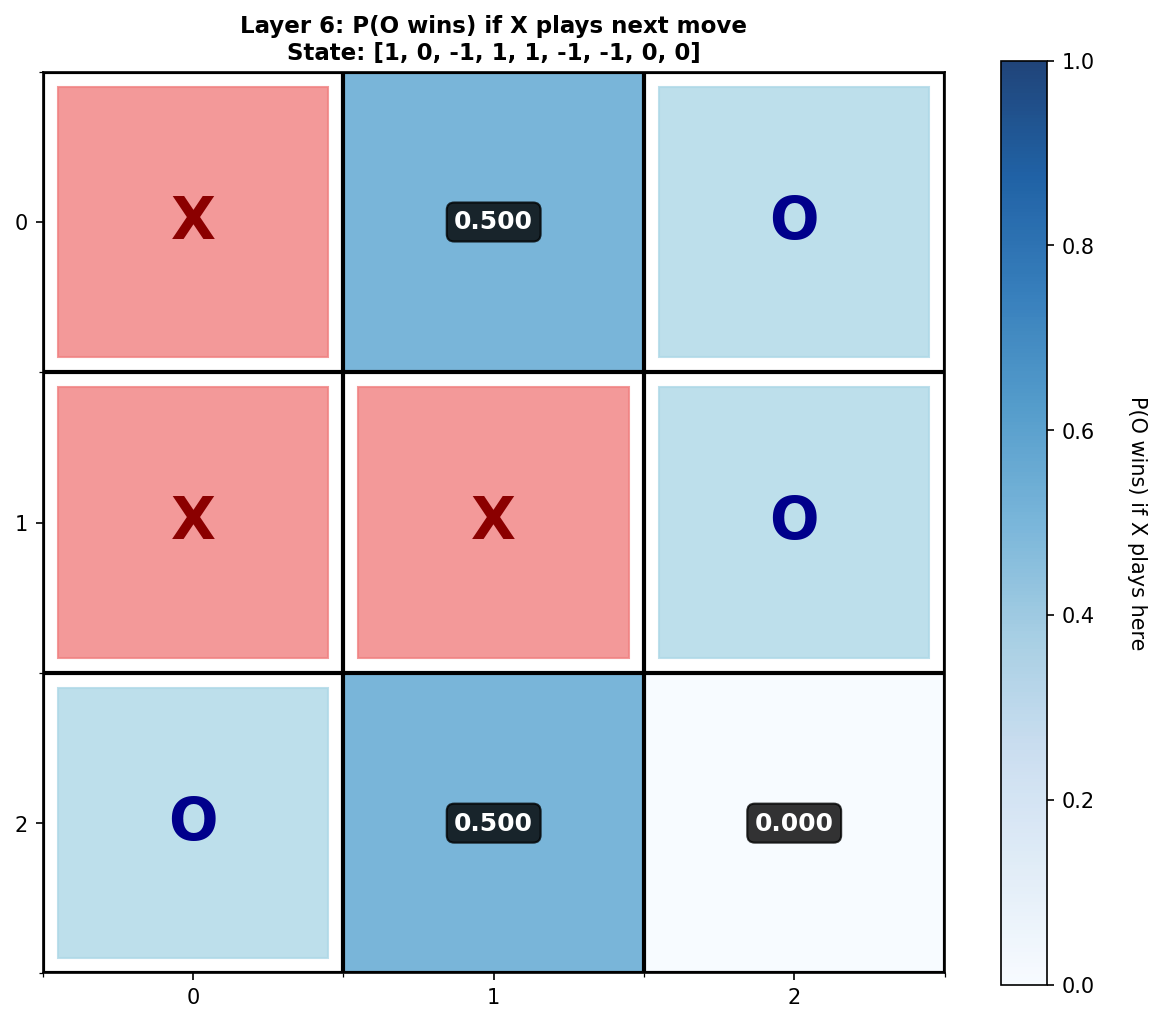 Layer 6: P(O wins) if X plays next move
State: [1, 0, -1, 1, 1, -1, -1, 0, 0]
X
0.500
O
X
X
O
O
0.500
0.000
0
1
2
0
1
2
1.0
0.8
0.6
0.4
0.2
0.0
P(O wins) if X plays here